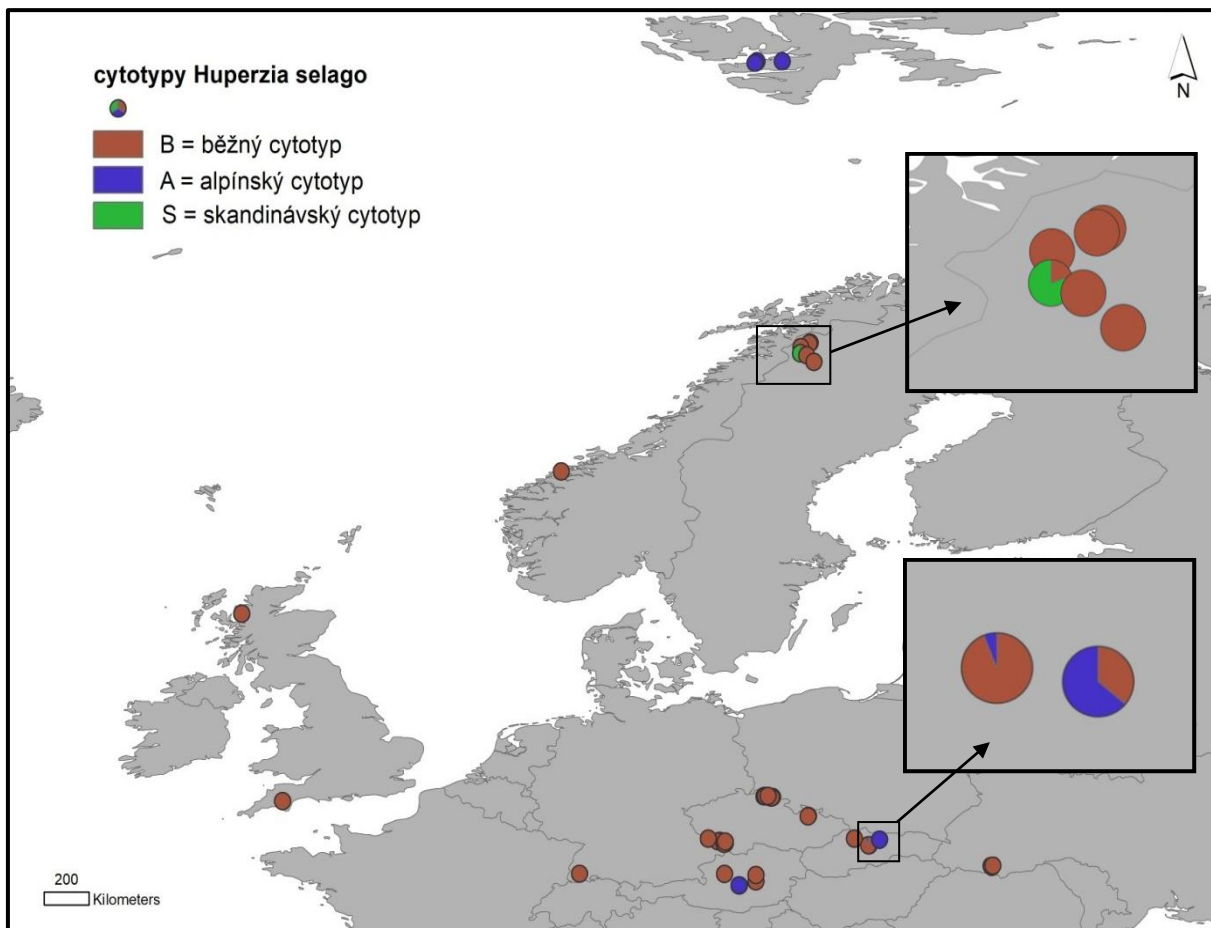 cytotypy Huperzia selago
B = běžný cytotyp
A = alpínský cytotyp
S = skandinávský cytotyp
N
200
Kilometers